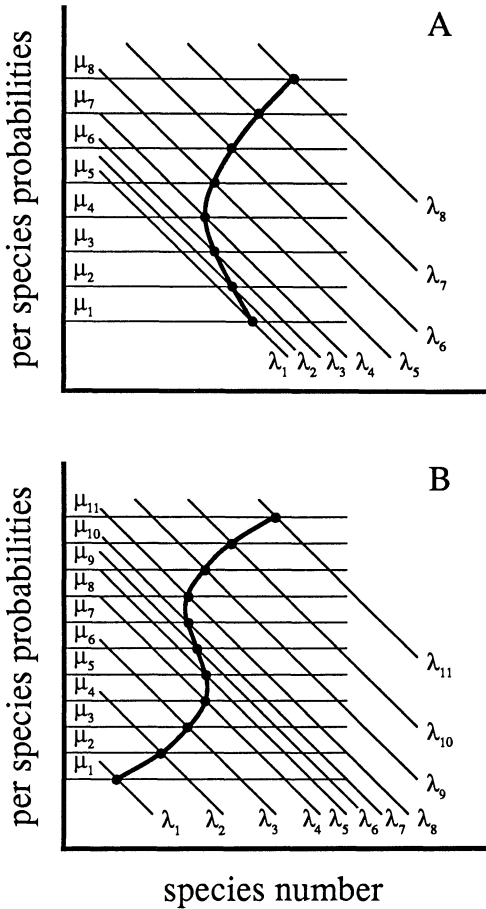 A
per species probabilities
μ₈
μ₇
μ₆
μ₅
μ₄
μ₃
μ₂
μ₁
λ₈
λ₇
λ₆
λ₁ λ₂ λ₃ λ₄ λ₅
B
per species probabilities
μ₁₁
μ₁₀
μ₉
μ₈
μ₇
μ₆
μ₅
μ₄
μ₃
μ₂
μ₁
λ₁₁
λ₁₀
λ₉
λ₁ λ₂ λ₃ λ₄ λ₅ λ₆ λ₇ λ₈
species number